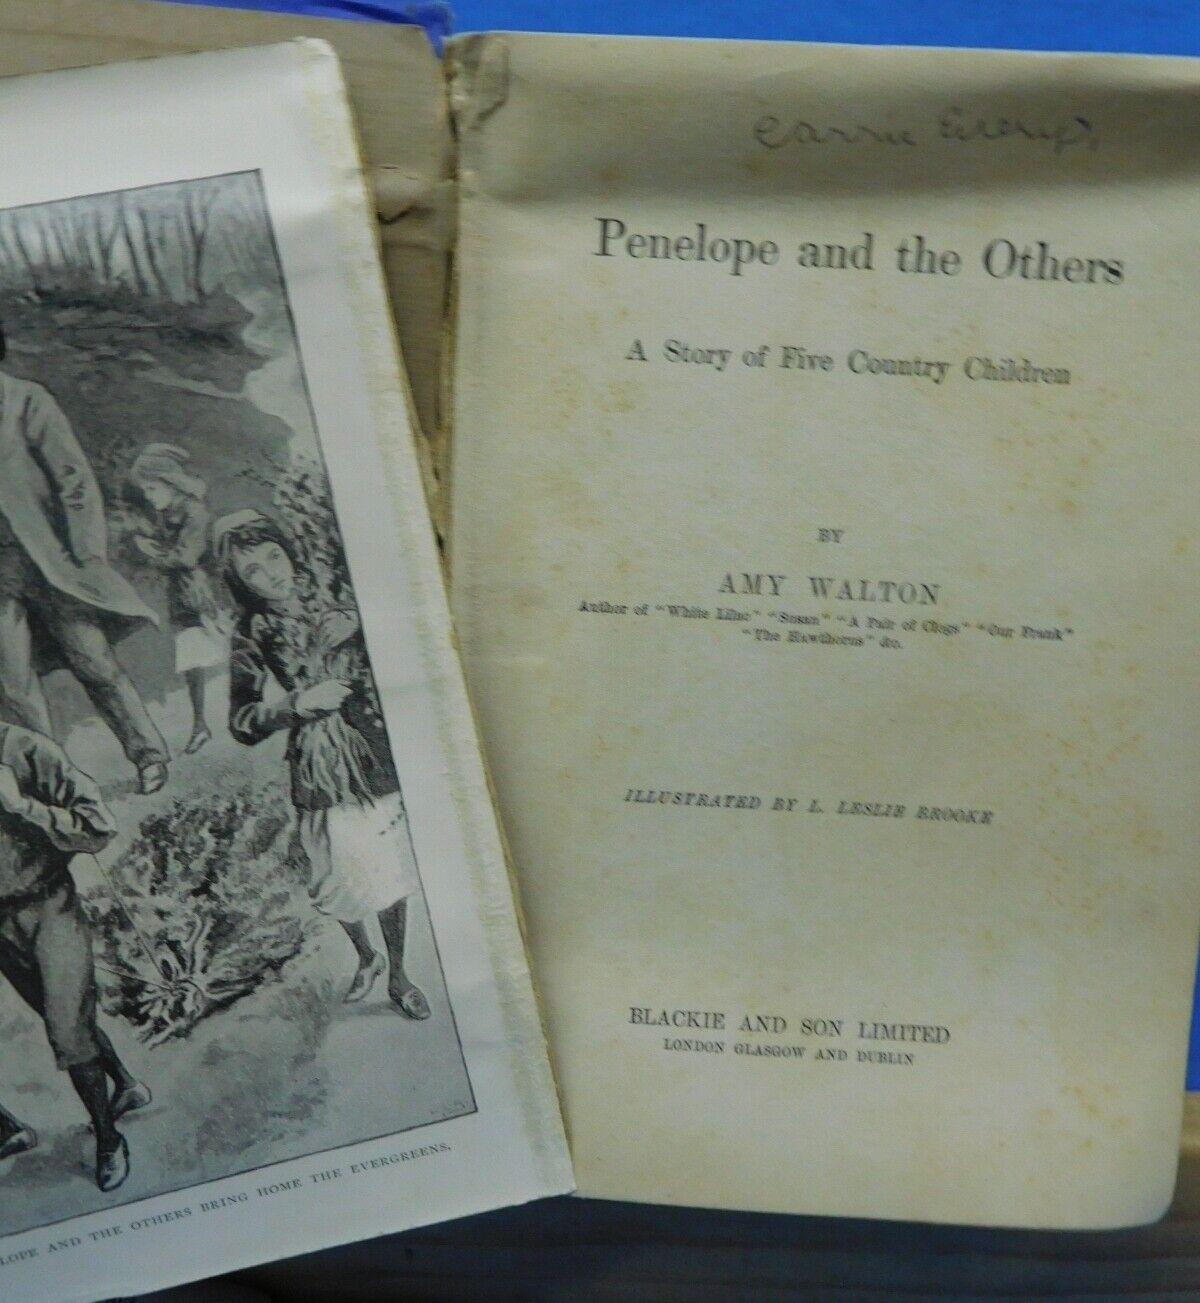 Carrie
Penelope and the Others
A Story of Five Country Children
BY
AMY WALTON
Author of "White Lilac" "Susan" "A Pair of Clogs" "Our Frank"
"The Hawthorns" &c.
ILLUSTRATED BY L. LESLIE BROOKE
BLACKIE AND SON LIMITED
LONDON GLASGOW AND DUBLIN
LOPE AND THE OTHERS BRING HOME THE EVERGREENS.